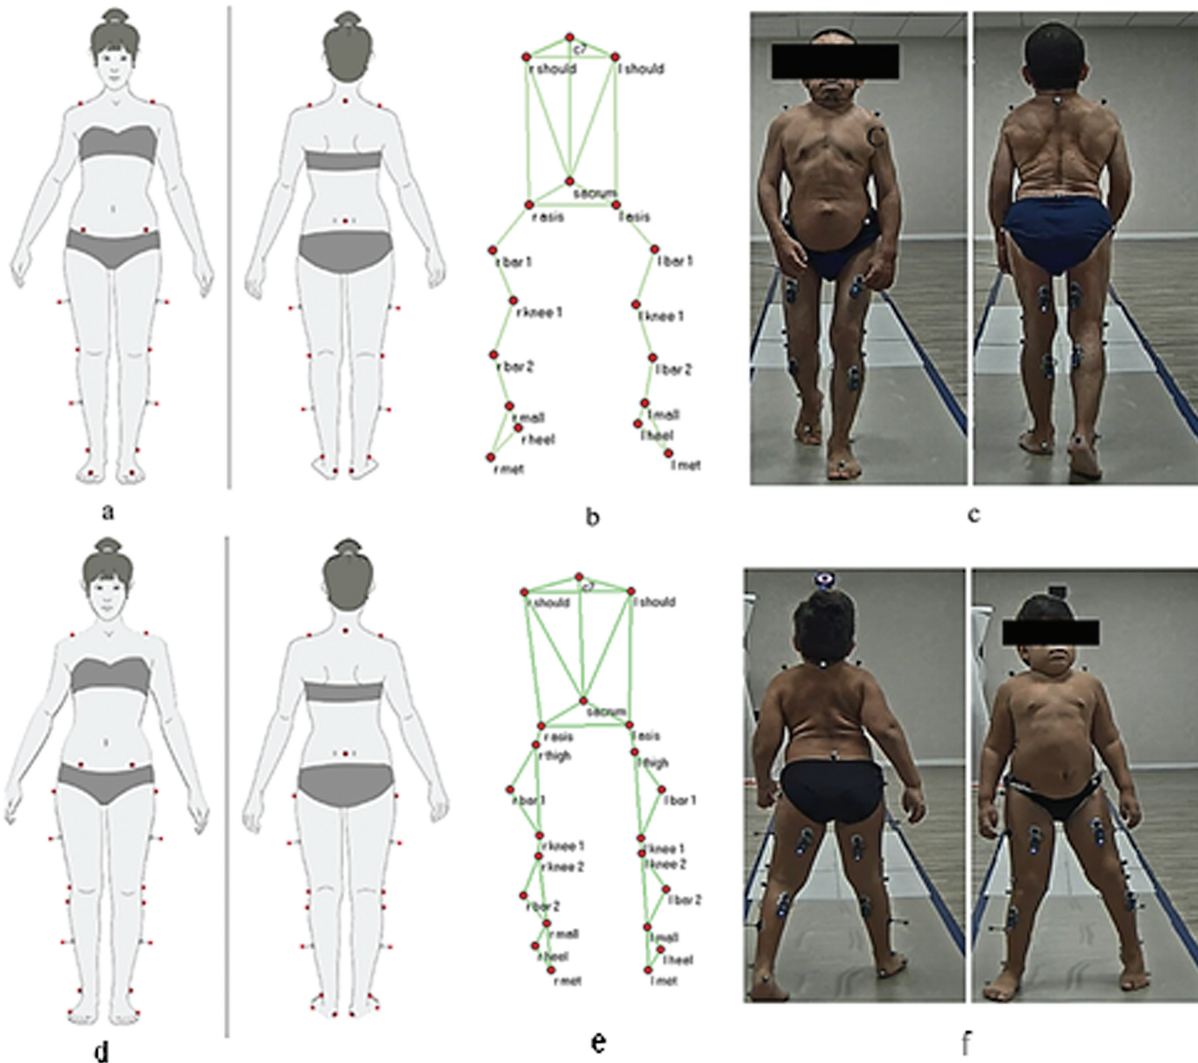 c7
r should
l should
sacrum
r asis
l asis
r bar 1
l bar 1
r knee 1
l knee 1
r bar 2
l bar 2
r mall
l mall
r heel
l heel
r met
l met
a
b
c
c7
r should
l should
sacrum
r asis
l asis
r thigh
l thigh
r bar 1
l bar 1
r knee 1
l knee 1
r knee 2
l knee 2
r bar 2
l bar 2
r mall
l mall
r heel
l heel
r met
l met
d
e
f